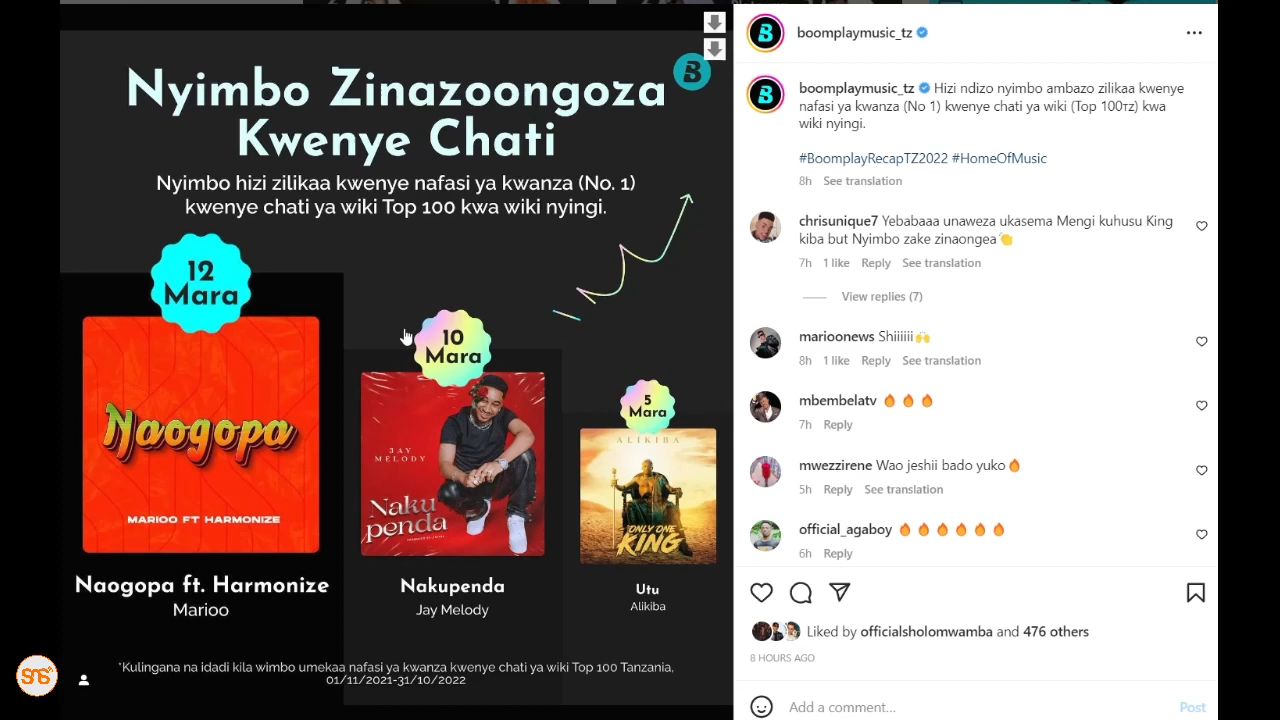 Nyimbo Zinazoongoza
Kwenye Chati
Nyimbo hizi zilikaa kwenye nafasi ya kwanza (No. 1)
kwenye chati ya wiki Top 100 kwa wiki nyingi.
12
Mara
Naogopa
MARIOO FT HARMONIZE
Naogopa ft. Harmonize
Marioo
10
Mara
JAY
MELODY
Naku
penda
Nakupenda
Jay Melody
5
Mara
ALIKIBA
ONLY ONE
KING
Utu
Alikiba
*Kulingana na idadi kila wimbo umekaa nafasi ya kwanza kwenye chati ya wiki Top 100 Tanzania,
01/11/2021-31/10/2022
SNS
boomplaymusic_tz
boomplaymusic_tz Hizi ndizo nyimbo ambazo zilikaa kwenye
nafasi ya kwanza (No 1) kwenye chati ya wiki (Top 100TZ) kwa
wiki nyingi.
#BoomplayRecapTZ2022 #HomeOfMusic
8h See translation
chrisunique7 Yebabaaa unaweza ukasema Mengi kuhusu King
kiba but Nyimbo zake zinaongea👏
7h 1 like Reply See translation
View replies (7)
marioonews Shiiiiii🙌
8h 1 like Reply See translation
mbembelatv 🔥 🔥 🔥
7h Reply
mwezzirene Wao jeshii bado yuko🔥
5h Reply See translation
official_agaboy 🔥 🔥 🔥 🔥 🔥 🔥
6h Reply
Liked by officialsholomwamba and 476 others
8 HOURS AGO
Add a comment... Post